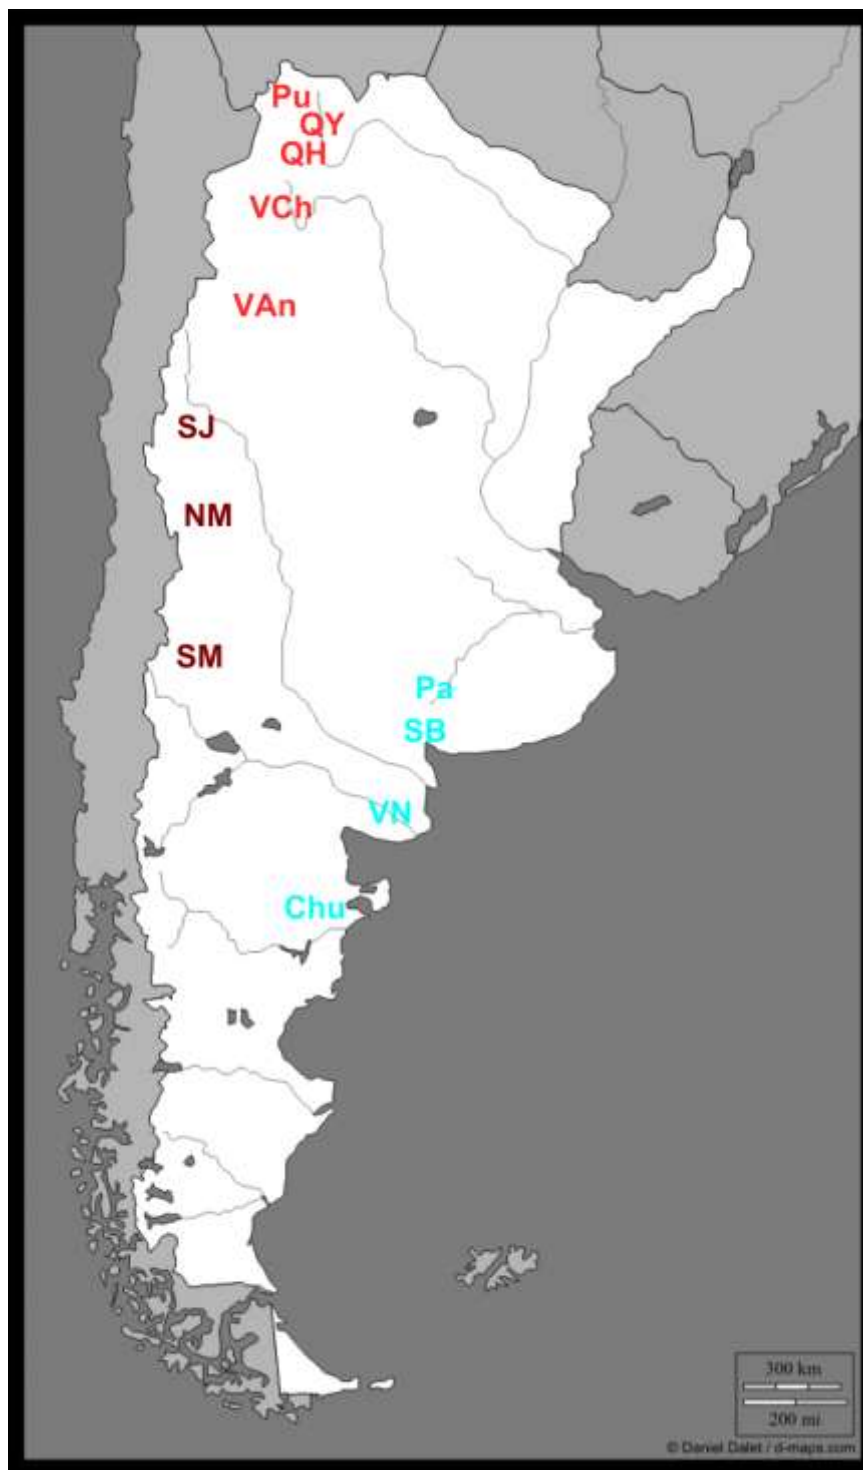 Pu
QY
QH
VCh
VAn
SJ
NM
SM
Pa
SB
VN
Chu
300 km
200 mi
© Daniel Dalet / d-maps.com